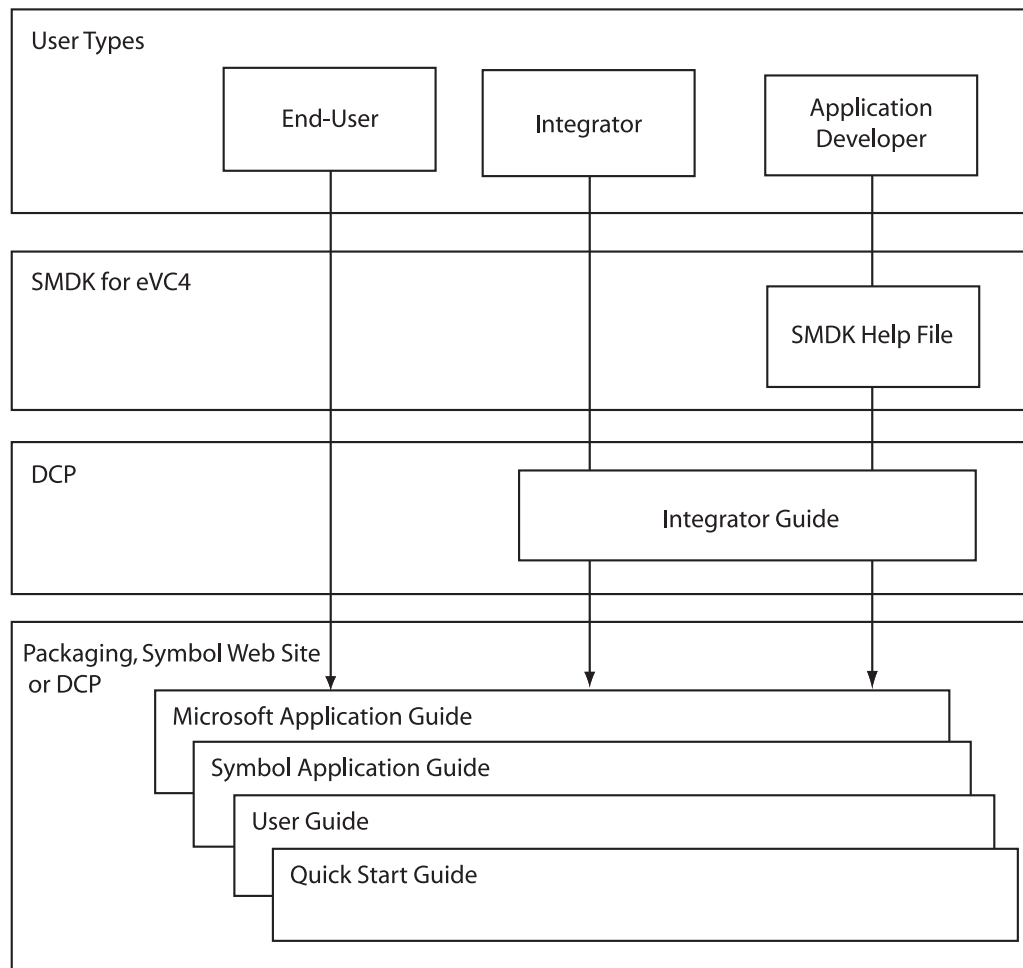 User Types
End-User
Integrator
Application
Developer
SMDK for eVC4
SMDK Help File
DCP
Integrator Guide
Packaging, Symbol Web Site
or DCP
Microsoft Application Guide
Symbol Application Guide
User Guide
Quick Start Guide